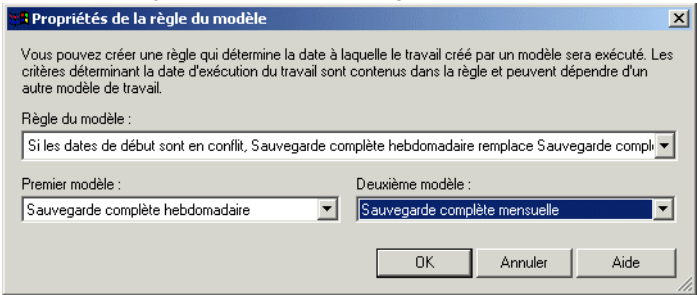 Propriétés de la règle du modèle
Vous pouvez créer une règle qui détermine la date à laquelle le travail créé par un modèle sera exécuté. Les
critères déterminant la date d'exécution du travail sont contenus dans la règle et peuvent dépendre d'un
autre modèle de travail.
Règle du modèle :
Si les dates de début sont en conflit, Sauvegarde complète hebdomadaire remplace Sauvegarde complè
Premier modèle :
Deuxième modèle :
Sauvegarde complète hebdomadaire
Sauvegarde complète mensuelle
OK
Annuler
Aide